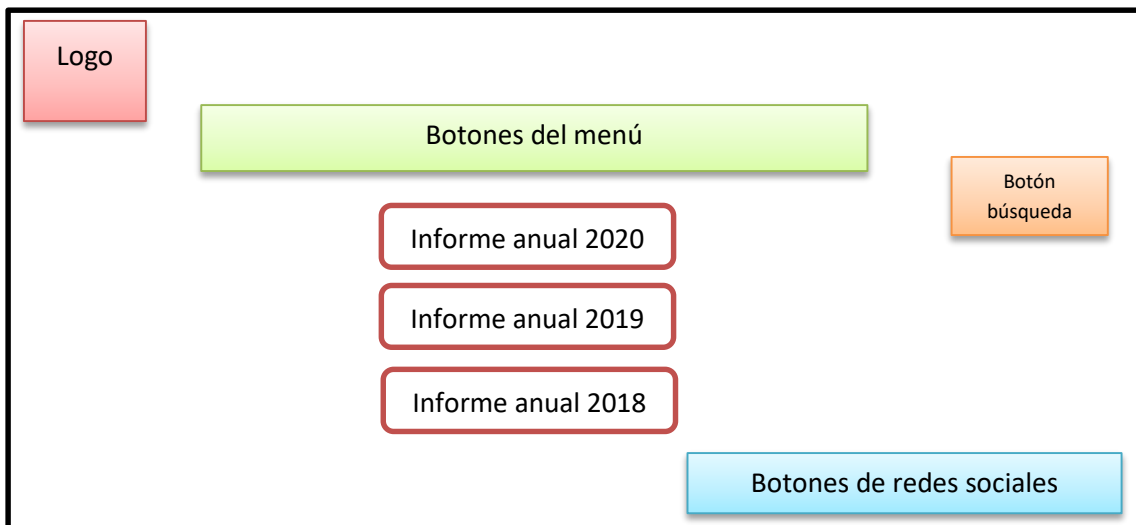 Logo
Botones del menú
Botón
búsqueda
Informe anual 2020
Informe anual 2019
Informe anual 2018
Botones de redes sociales